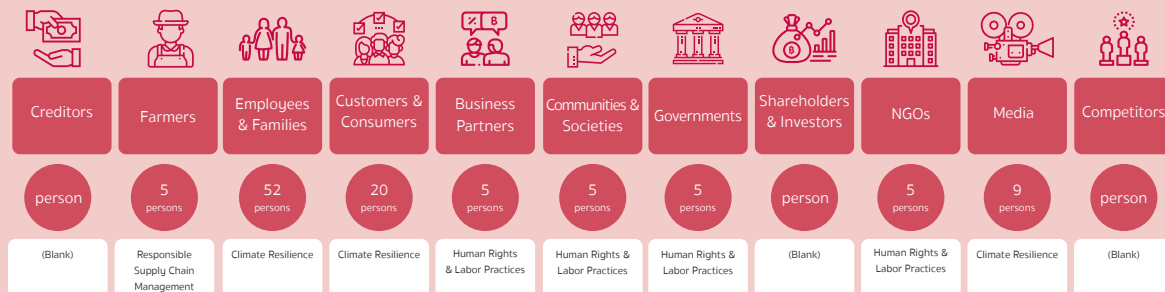 Creditors
Farmers
Employees
& Families
Customers &
Consumers
Business
Partners
Communities &
Societies
Governments
Shareholders
& Investors
NGOs
Media
Competitors
person
5
persons
52
persons
20
persons
5
persons
5
persons
5
persons
person
5
persons
9
persons
person
(Blank)
Responsible
Supply Chain
Management
Climate Resilience
Climate Resilience
Human Rights
& Labor Practices
Human Rights &
Labor Practices
Human Rights &
Labor Practices
(Blank)
Human Rights &
Labor Practices
Climate Resilience
(Blank)